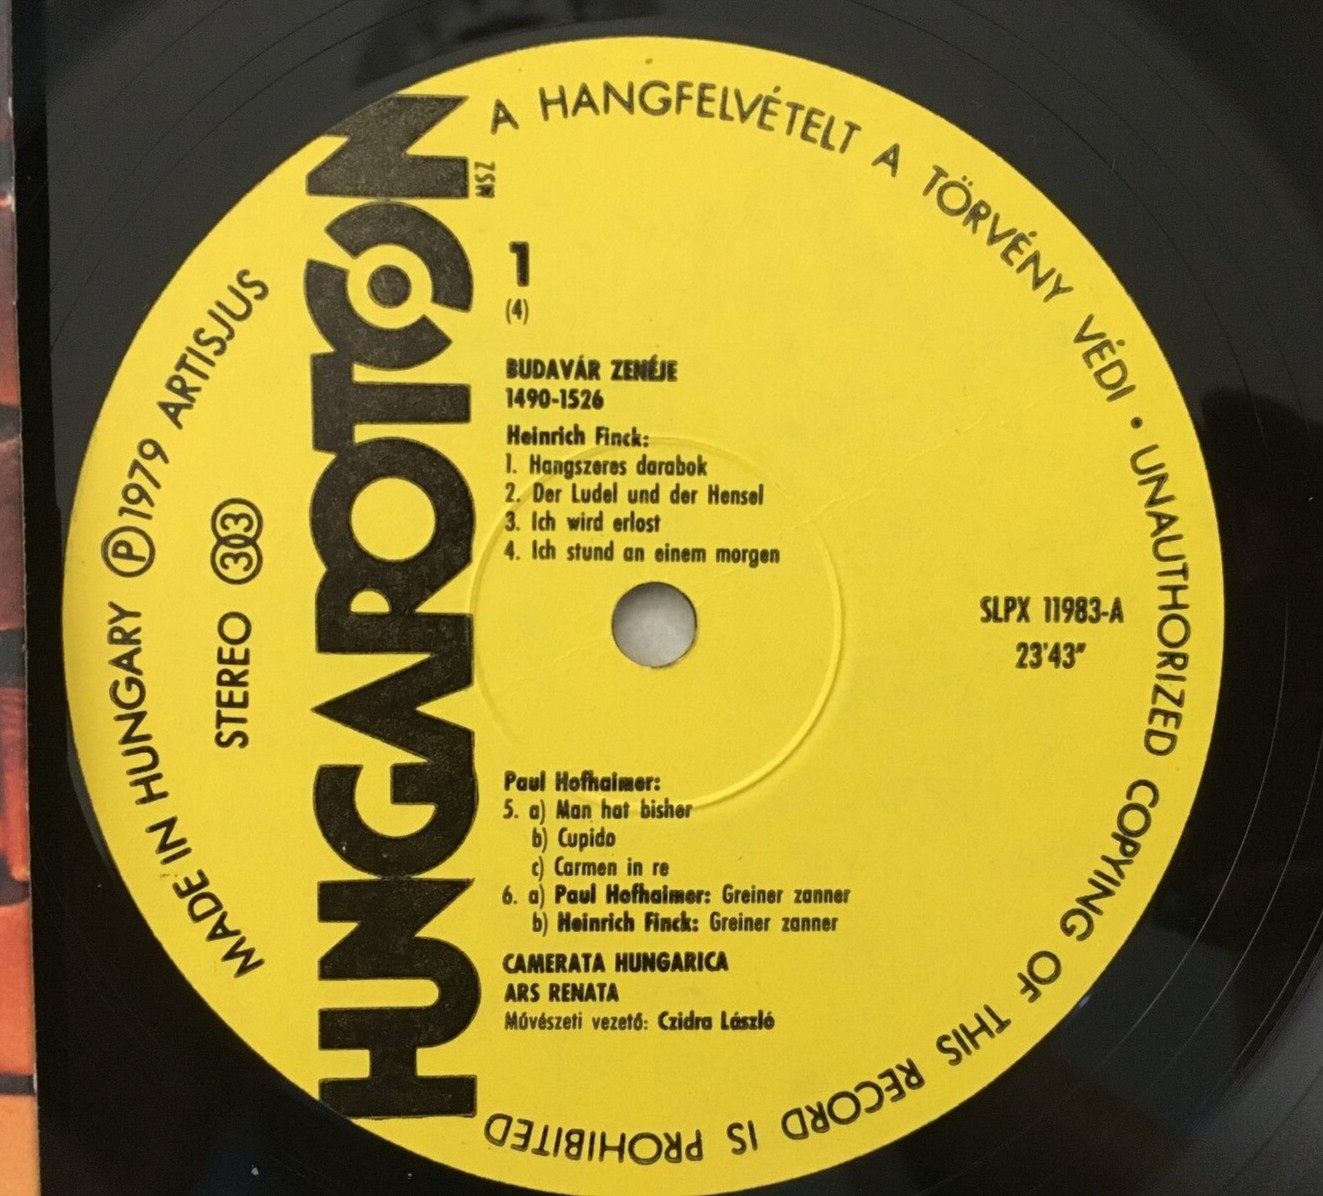 A HANGFELVÉTELT A TÖRVÉNY VÉDI • UNAUTHORIZED COPYING OF THIS RECORD IS PROHIBITED
MADE IN HUNGARY Ⓟ 1979 ARTISJUS
STEREO 33
HUNGAROTON
MSZ
1
(4)
BUDAVÁR ZENÉJE
1490-1526
Heinrich Finck:
1. Hangszeres darabok
2. Der Ludel und der Hensel
3. Ich wird erlost
4. Ich stund an einem morgen
SLPX 11983-A
23'43"
Paul Hofhaimer:
5. a) Man hat bisher
b) Cupido
c) Carmen in re
6. a) Paul Hofhaimer: Greiner zanner
b) Heinrich Finck: Greiner zanner
CAMERATA HUNGARICA
ARS RENATA
Művészeti vezető: Czidra László